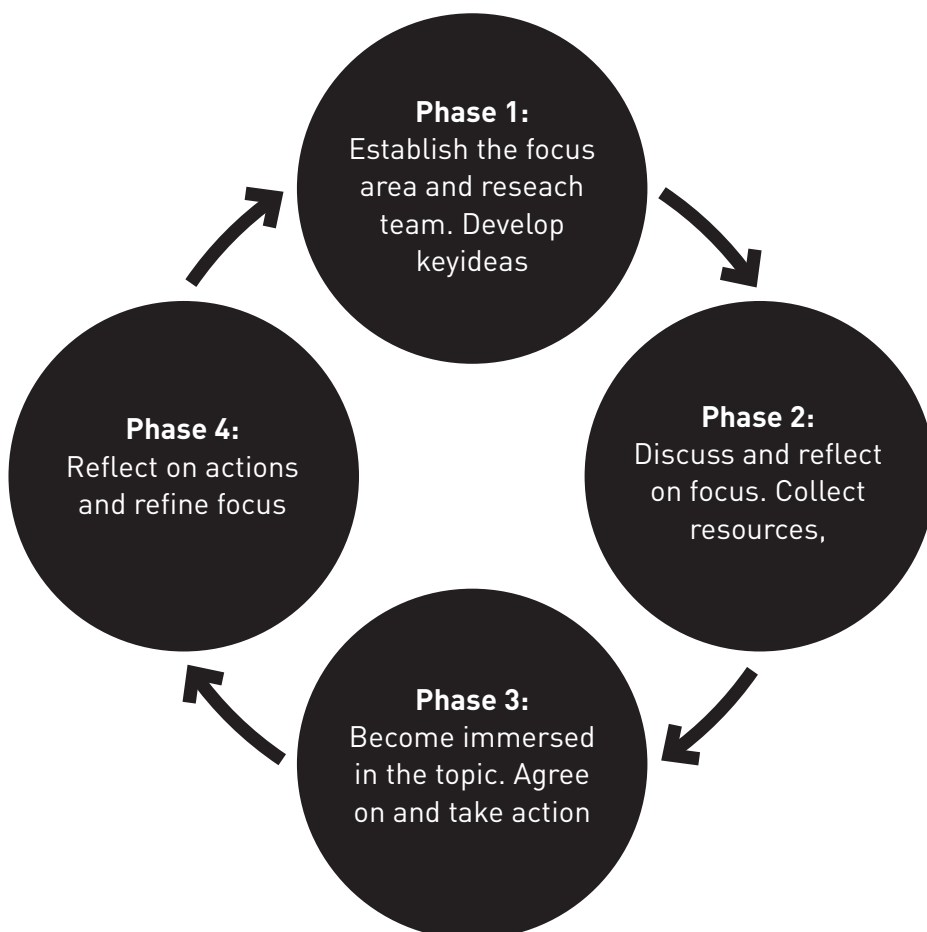 Phase 1:
Establish the focus
area and reseach
team. Develop
keyideas
Phase 2:
Discuss and reflect
on focus. Collect
resources,
Phase 3:
Become immersed
in the topic. Agree
on and take action
Phase 4:
Reflect on actions
and refine focus